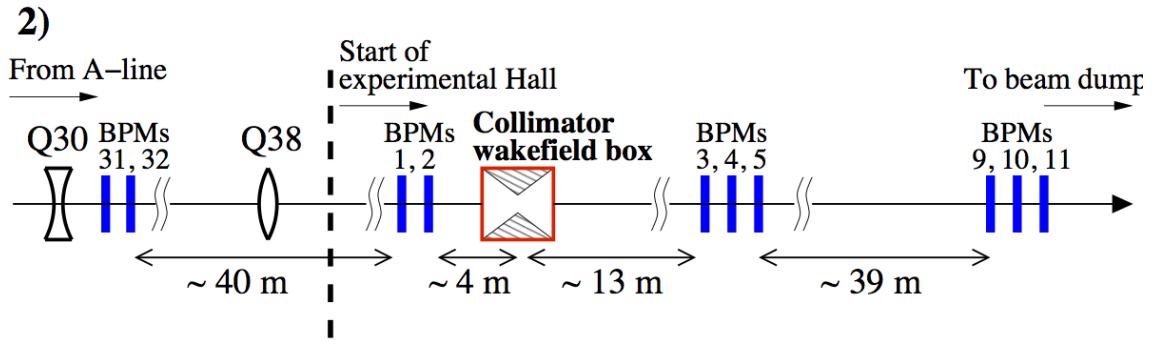 2)
From A−line
Start of
experimental Hall
To beam dump
Q30
BPMs
31, 32
Q38
BPMs
1, 2
Collimator
wakefield box
BPMs
3, 4, 5
BPMs
9, 10, 11
~ 40 m
~ 4 m
~ 13 m
~ 39 m